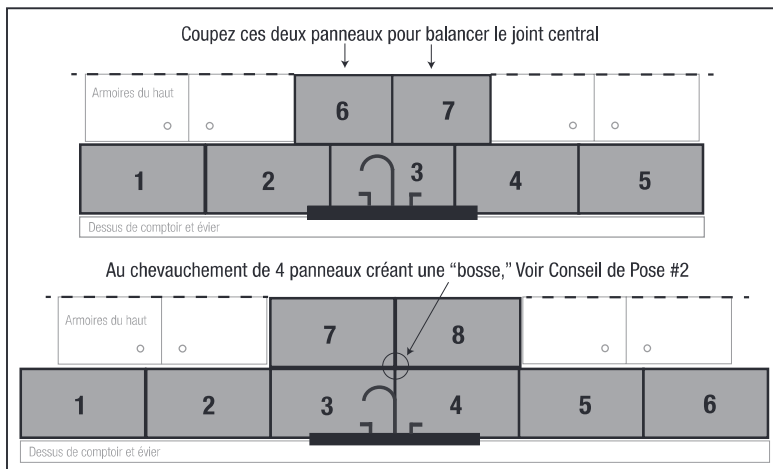 Coupez ces deux panneaux pour balancer le joint central
Armoires du haut
6 7
1 2 3 4 5
Dessus de comptoir et évier
Au chevauchement de 4 panneaux créant une “bosse,” Voir Conseil de Pose #2
Armoires du haut
7 8
1 2 3 4 5 6
Dessus de comptoir et évier